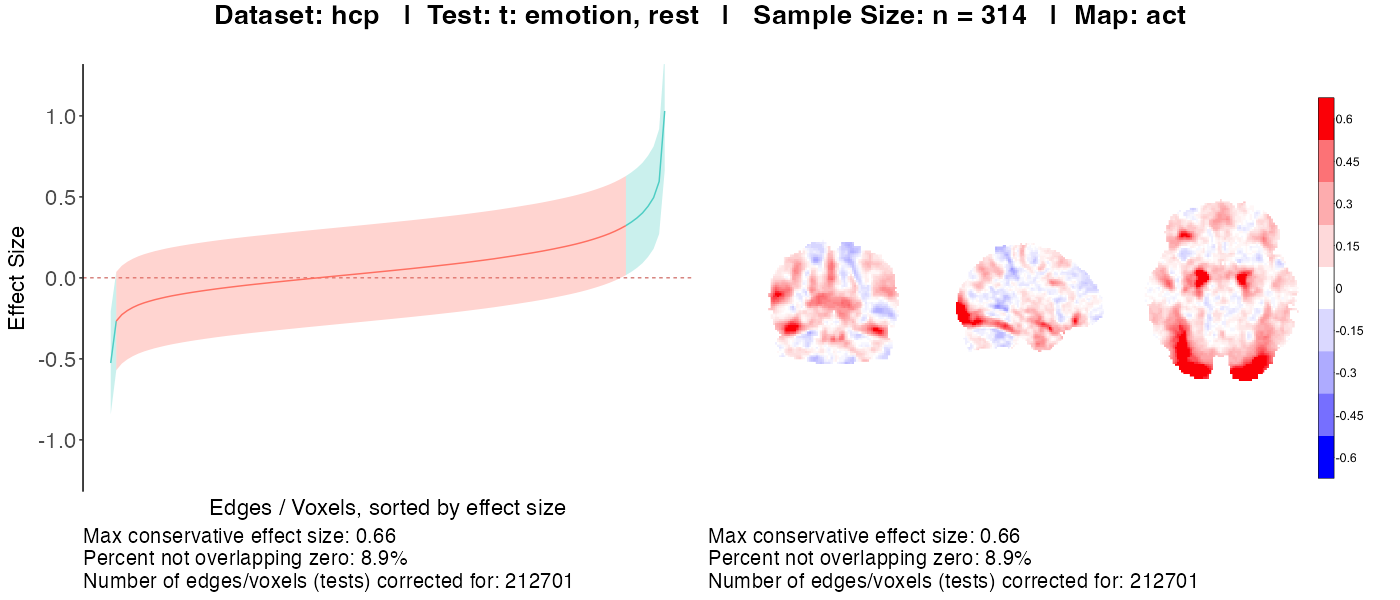 Dataset: hcp | Test: t: emotion, rest | Sample Size: n = 314 | Map: act
Effect Size
1.0
0.5
0.0
-0.5
-1.0
Edges / Voxels, sorted by effect size
Max conservative effect size: 0.66
Percent not overlapping zero: 8.9%
Number of edges/voxels (tests) corrected for: 212701
0.6
0.45
0.3
0.15
0
-0.15
-0.3
-0.45
-0.6
Max conservative effect size: 0.66
Percent not overlapping zero: 8.9%
Number of edges/voxels (tests) corrected for: 212701